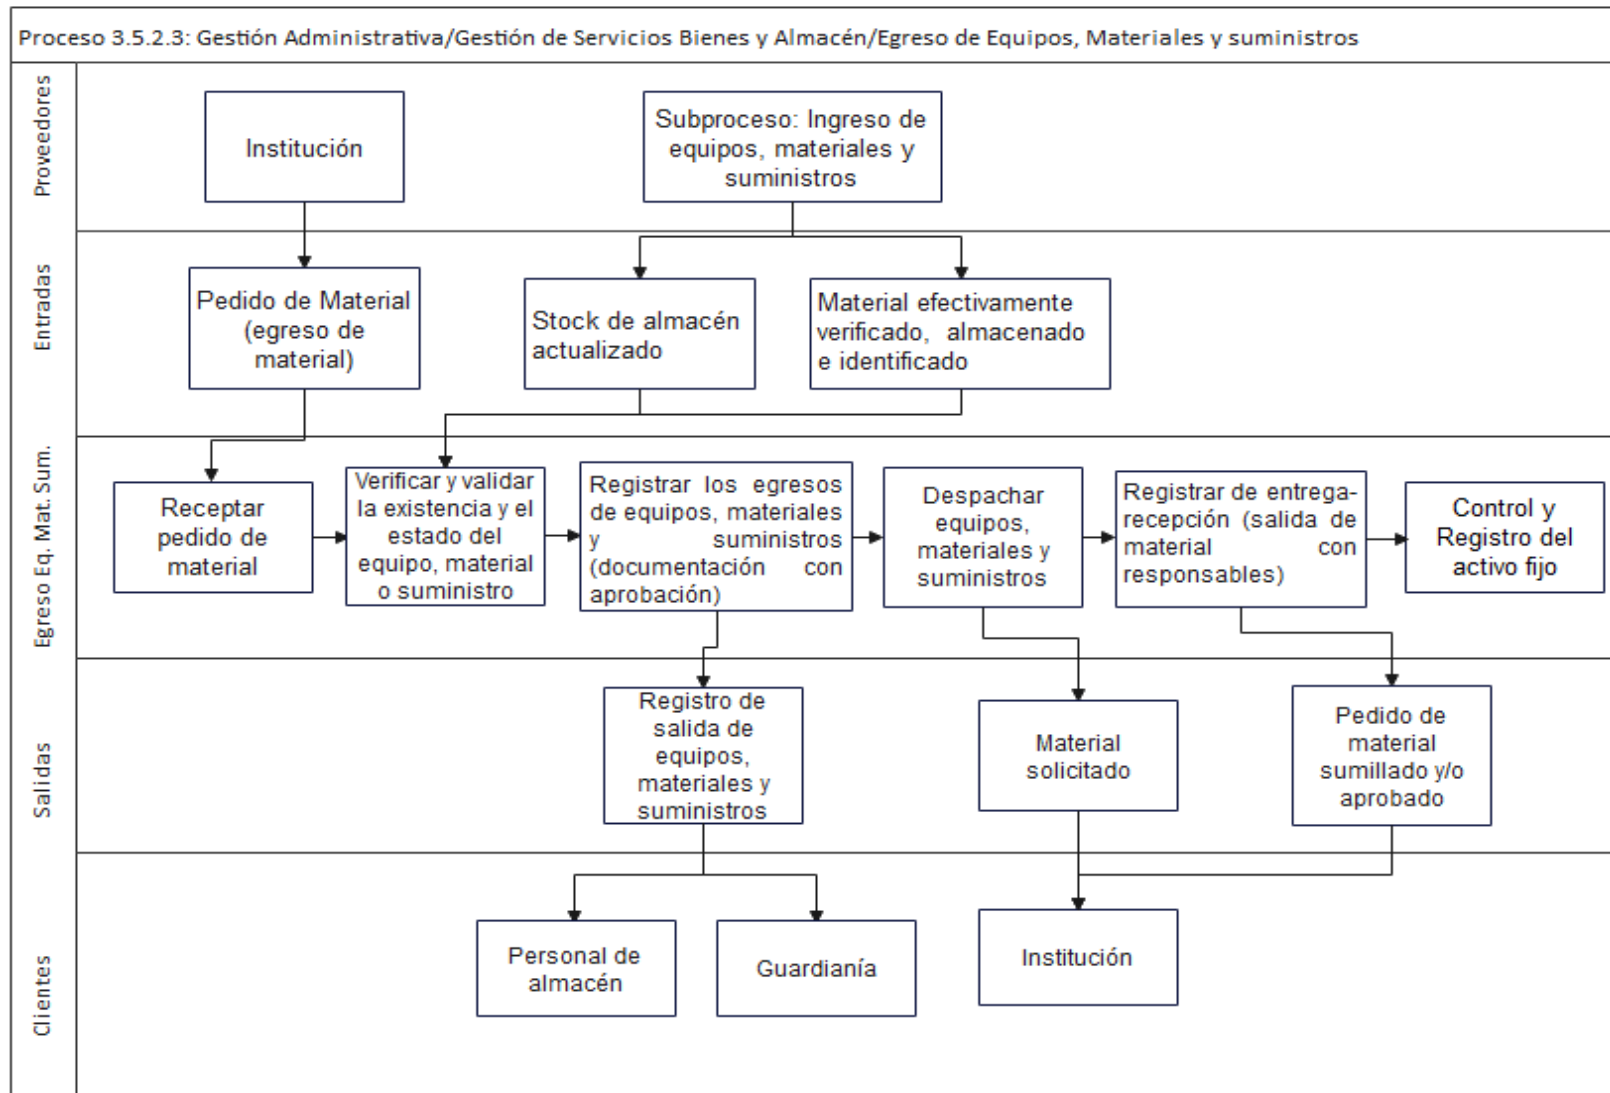 Proceso 3.5.2.3: Gestión Administrativa/Gestión de Servicios Bienes y Almacén/Egreso de Equipos, Materiales y suministros
Proveedores
Institución
Subproceso: Ingreso de
equipos, materiales y
suministros
Entradas
Pedido de Material
(egreso de
material)
Stock de almacén
actualizado
Material efectivamente
verificado, almacenado
e identificado
Egreso Eq. Mat. Sum.
Receptar
pedido de
material
Verificar y validar
la existencia y el
estado del
equipo, material
o suministro
Registrar los egresos
de equipos, materiales
y suministros
(documentación con
aprobación)
Despachar
equipos,
materiales y
suministros
Registrar de entrega-
recepción (salida de
material con
responsables)
Control y
Registro del
activo fijo
Salidas
Registro de
salida de
equipos,
materiales y
suministros
Material
solicitado
Pedido de
material
sumillado y/o
aprobado
Clientes
Personal de
almacén
Guardianía
Institución